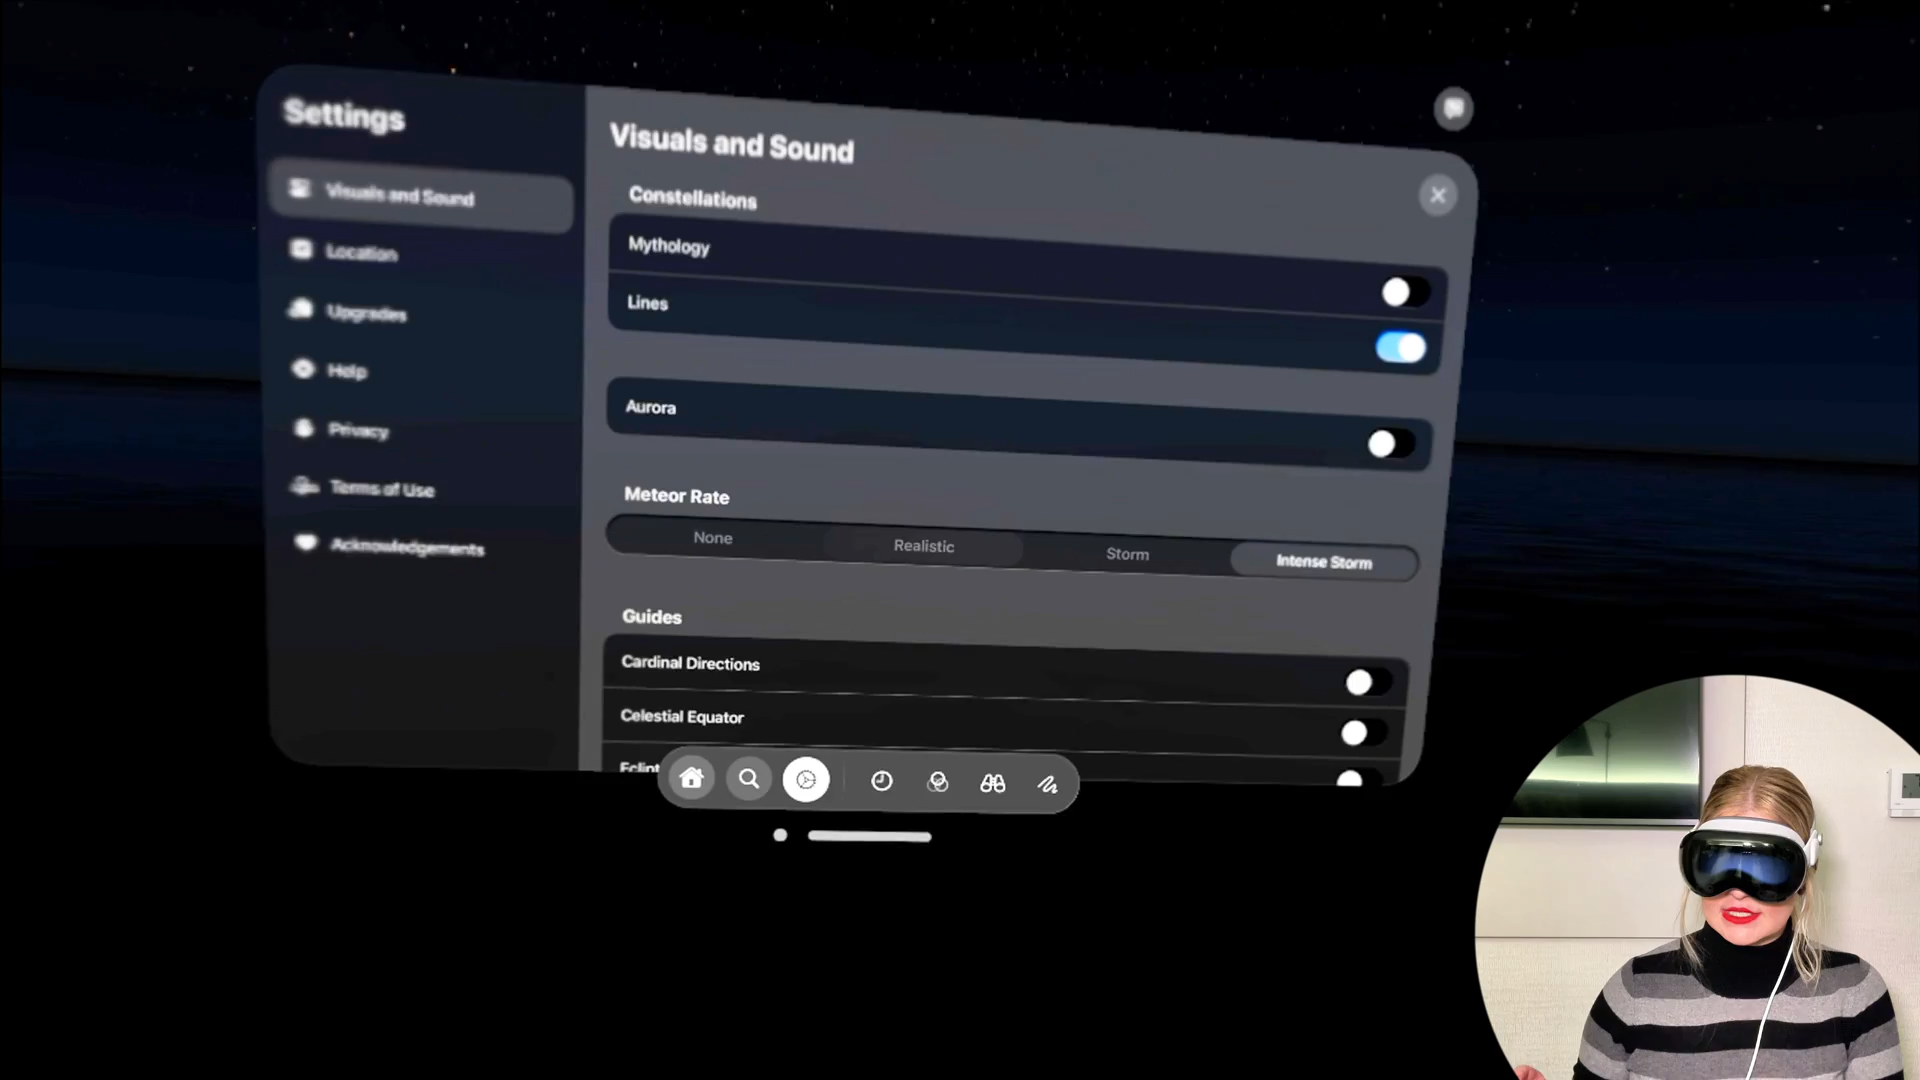 Settings
Visuals and Sound
Location
Upgrades
Help
Privacy
Terms of Use
Acknowledgements
Visuals and Sound
Constellations
Mythology
Lines
Aurora
Meteor Rate
None Realistic Storm Intense Storm
Guides
Cardinal Directions
Celestial Equator